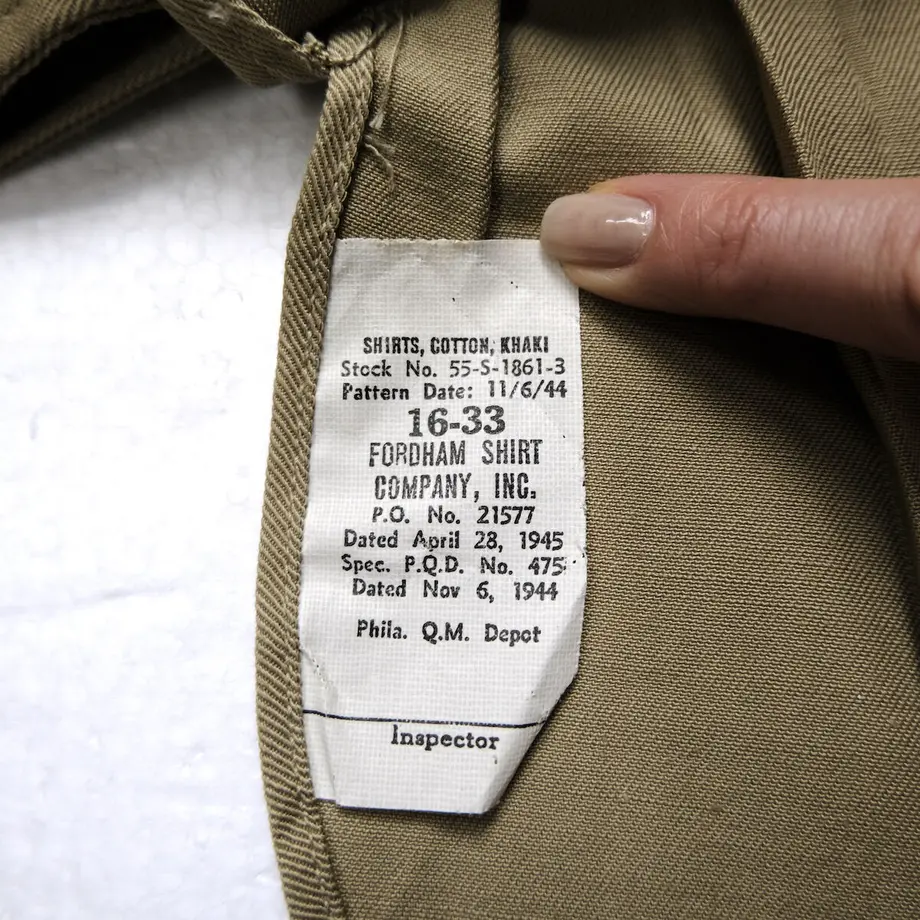 SHIRTS, COTTON, KHAKI
Stock No. 55-S-1861-3
Pattern Date: 11/6/44
16-33
FORDHAM SHIRT
COMPANY, INC.
P.O. No. 21577
Dated April 28, 1945
Spec. P.Q.D. No. 475
Dated Nov 6, 1944
Phila. Q.M. Depot
Inspector